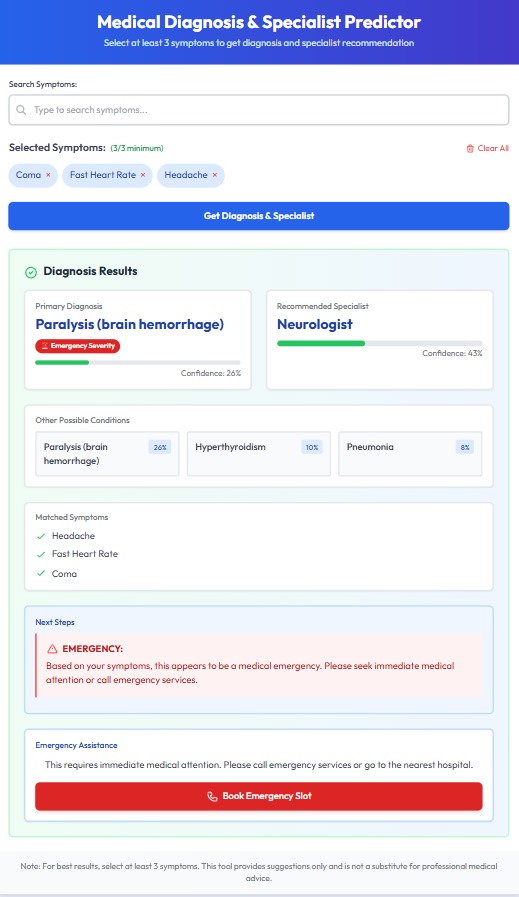 Medical Diagnosis & Specialist Predictor
Select at least 3 symptoms to get diagnosis and specialist recommendation
Search Symptoms:
Type to search symptoms...
Selected Symptoms: (3/3 minimum) Clear All
Coma × Fast Heart Rate × Headache ×
Get Diagnosis & Specialist
Diagnosis Results
Primary Diagnosis
Paralysis (brain hemorrhage)
Emergency Severity
Confidence: 26%
Recommended Specialist
Neurologist
Confidence: 43%
Other Possible Conditions
Paralysis (brain
hemorrhage)
26%
Hyperthyroidism 10%
Pneumonia 8%
Matched Symptoms
Headache
Fast Heart Rate
Coma
Next Steps
EMERGENCY:
Based on your symptoms, this appears to be a medical emergency. Please seek immediate medical
attention or call emergency services.
Emergency Assistance
This requires immediate medical attention. Please call emergency services or go to the nearest hospital.
Book Emergency Slot
Note: For best results, select at least 3 symptoms. This tool provides suggestions only and is not a substitute for professional medical
advice.